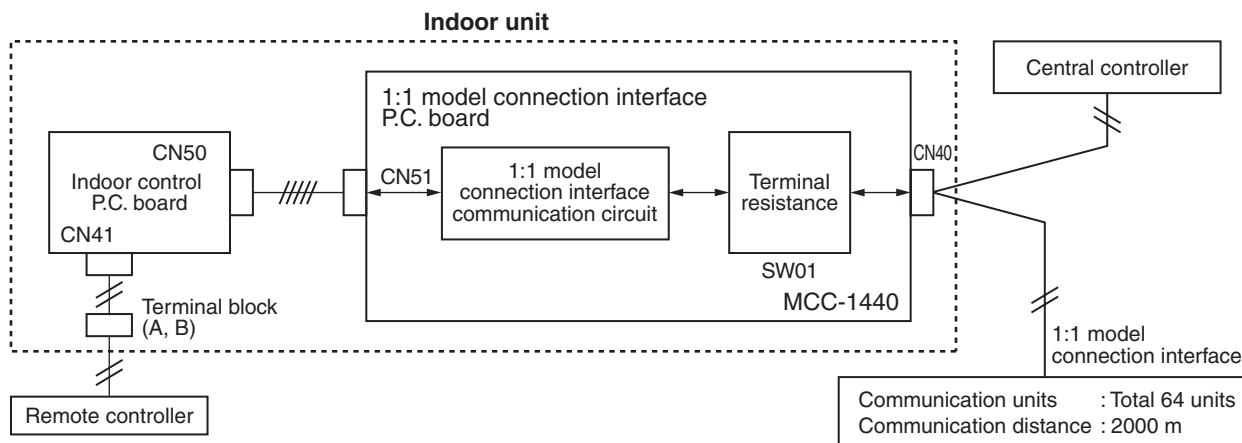 Indoor unit
Central controller
1:1 model connection interface
P.C. board
CN50
Indoor control
P.C. board
CN41
CN51
1:1 model
connection interface
communication circuit
Terminal
resistance
CN40
SW01
MCC-1440
Terminal block
(A, B)
Remote controller
1:1 model
connection interface
Communication units : Total 64 units
Communication distance : 2000 m